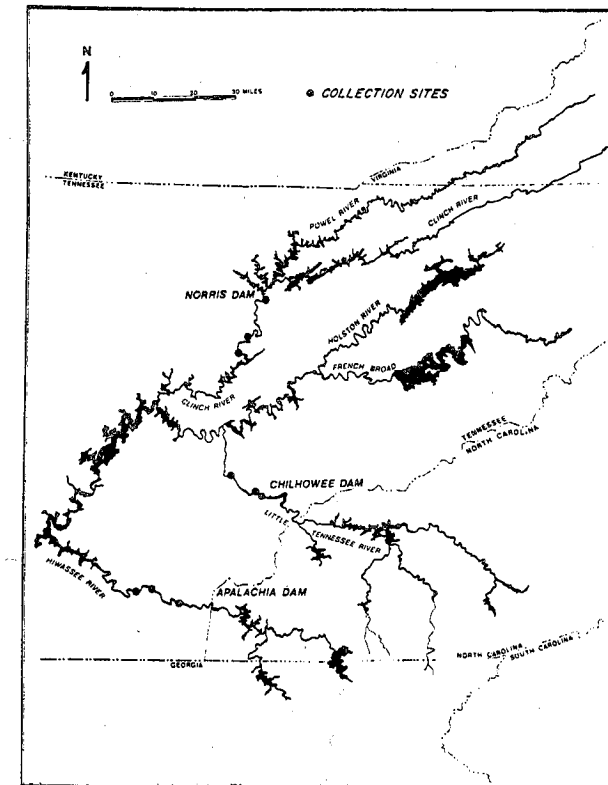 N
0 10 20 30 MILES
COLLECTION SITES
KENTUCKY
TENNESSEE
VIRGINIA
POWEL RIVER
CLINCH RIVER
NORRIS DAM
HOLSTON RIVER
FRENCH BROAD
CLINCH RIVER
TENNESSEE
NORTH CAROLINA
CHILHOWEE DAM
LITTLE
TENNESSEE RIVER
HIWASSEE RIVER
APALACHIA DAM
GEORGIA
NORTH CAROLINA
SOUTH CAROLINA